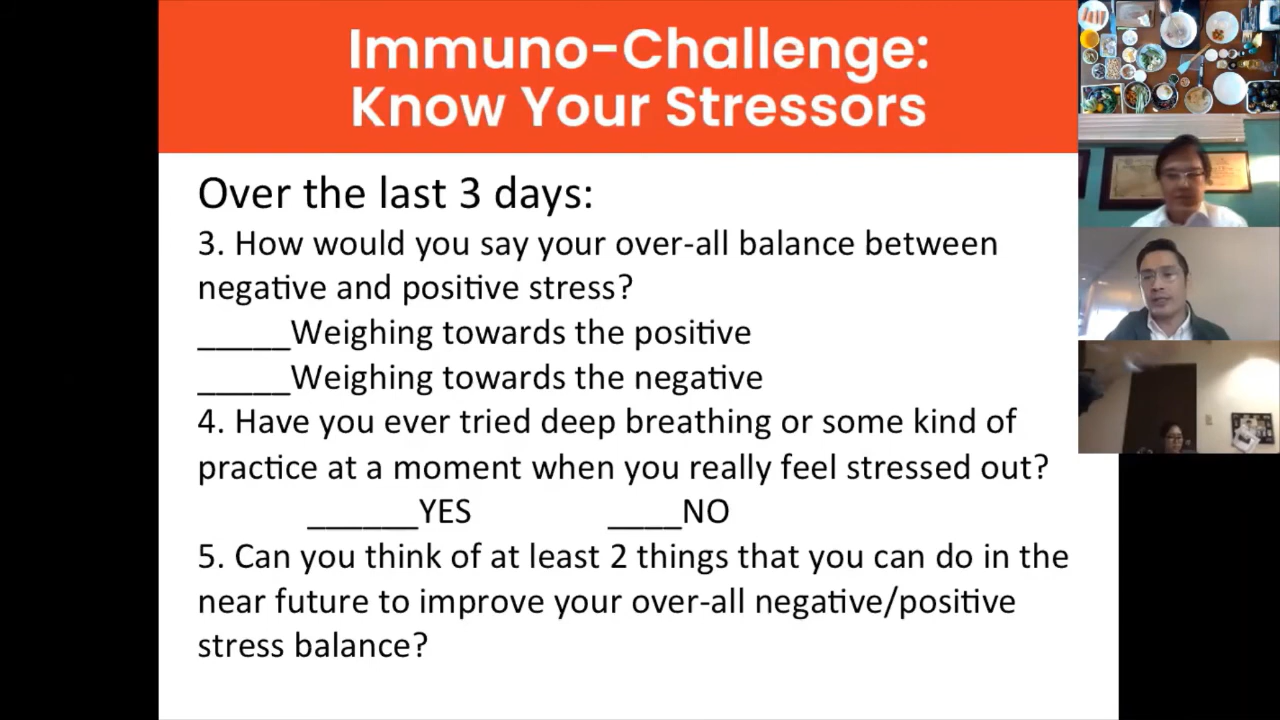 Immuno-Challenge:
Know Your Stressors
Over the last 3 days:
3. How would you say your over-all balance between
negative and positive stress?
_____Weighing towards the positive
_____Weighing towards the negative
4. Have you ever tried deep breathing or some kind of
practice at a moment when you really feel stressed out?
______YES ____NO
5. Can you think of at least 2 things that you can do in the
near future to improve your over-all negative/positive
stress balance?